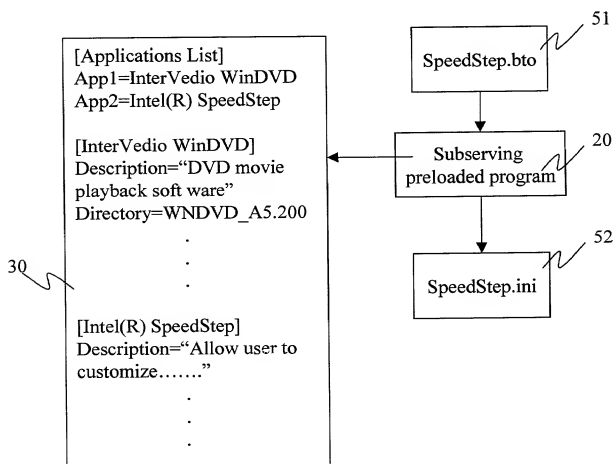 [Applications List]
App1=InterVedio WinDVD
App2=Intel(R) SpeedStep
[InterVedio WinDVD]
Description=“DVD movie
playback soft ware”
Directory=WNDVD_A5.200
.
.
.
30
[Intel(R) SpeedStep]
Description=“Allow user to
customize…….”
.
.
.
51
SpeedStep.bto
20
Subserving
preloaded program
52
SpeedStep.ini